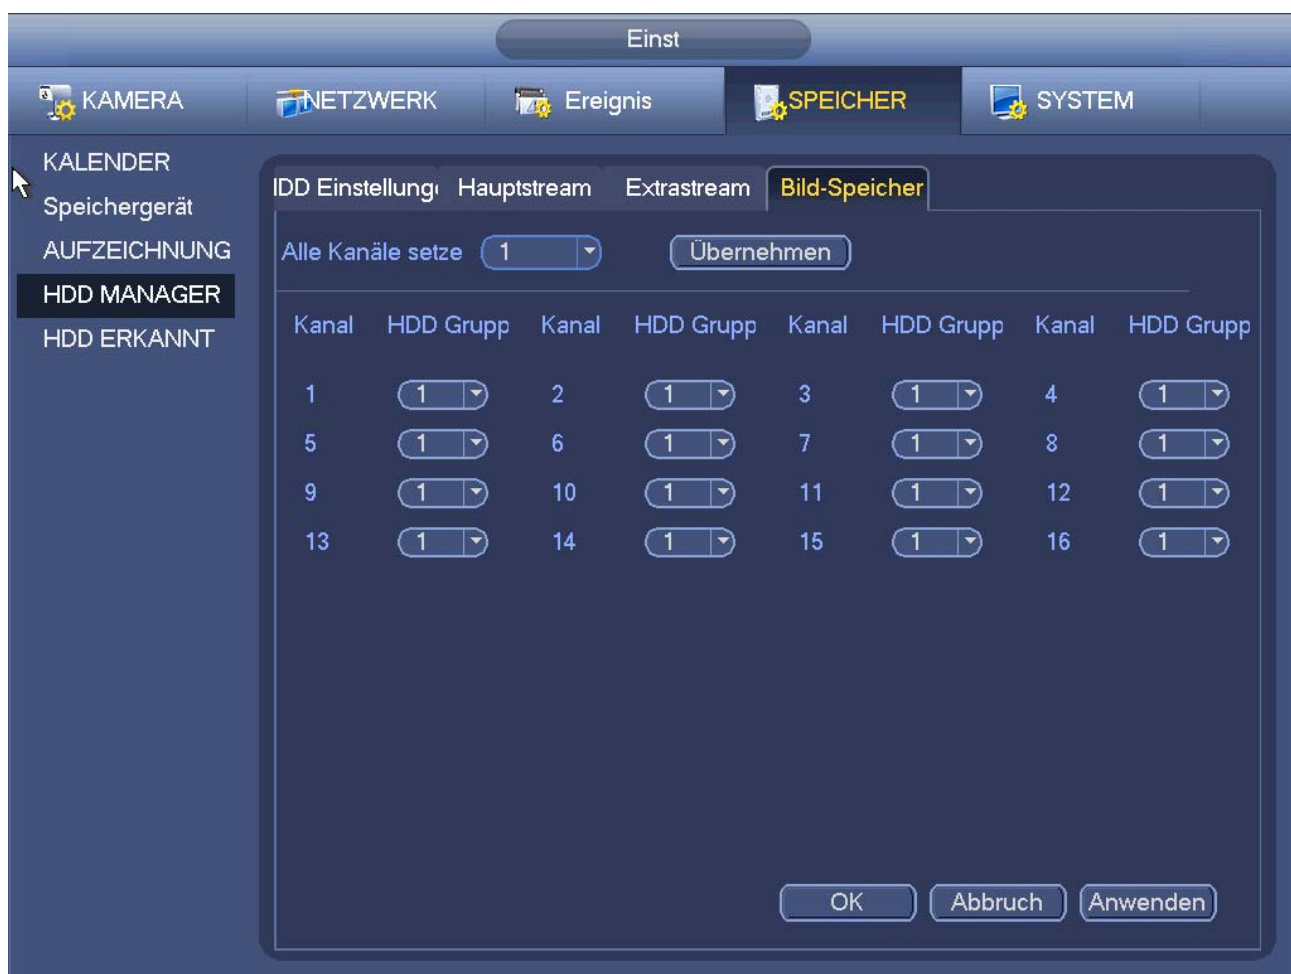 Einst
KAMERA NETZWERK Ereignis SPEICHER SYSTEM
KALENDER
Speichergerät
AUFZEICHNUNG
HDD MANAGER
HDD ERKANNT
IDD Einstellung Hauptstream Extrastream Bild-Speicher
Alle Kanäle setze 1 Übernehmen
Kanal HDD Grupp Kanal HDD Grupp Kanal HDD Grupp Kanal HDD Grupp
1 1 2 1 3 1 4 1
5 1 6 1 7 1 8 1
9 1 10 1 11 1 12 1
13 1 14 1 15 1 16 1
OK Abbruch Anwenden